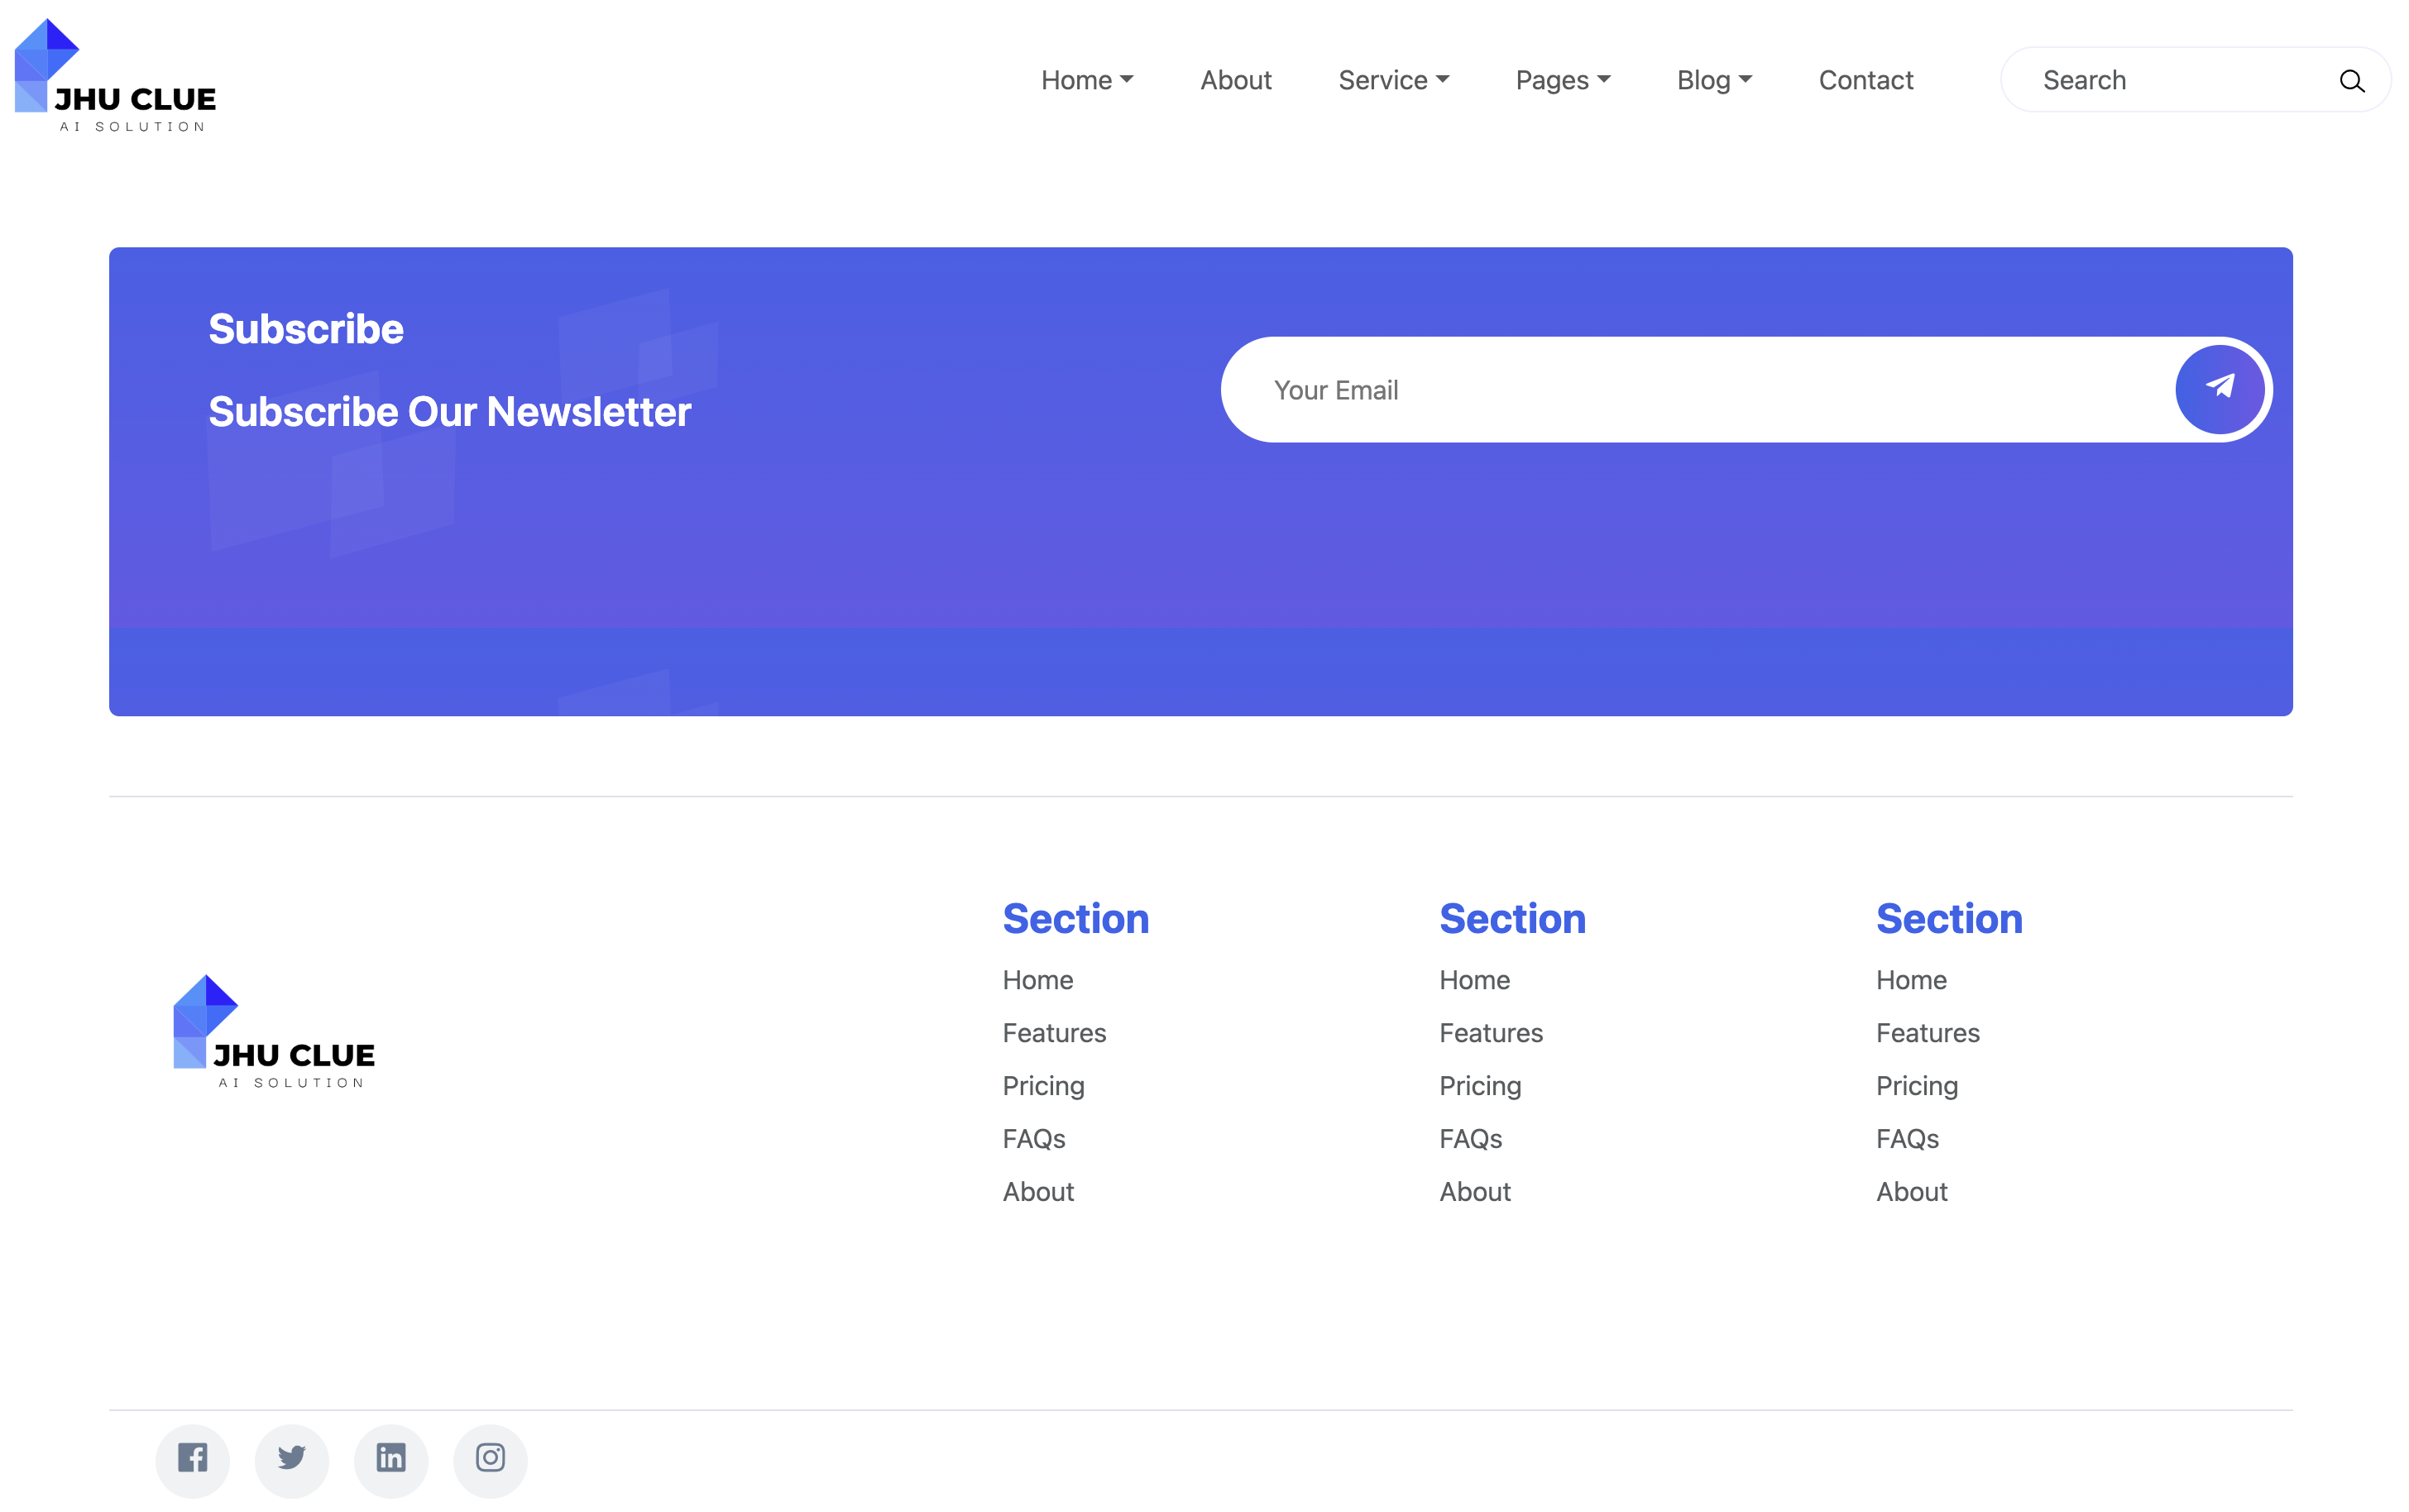 JHU CLUE
AI SOLUTION
Home
About
Service
Pages
Blog
Contact
Search
Subscribe
Subscribe Our Newsletter
Your Email
JHU CLUE
AI SOLUTION
Section
Home
Features
Pricing
FAQs
About
Section
Home
Features
Pricing
FAQs
About
Section
Home
Features
Pricing
FAQs
About